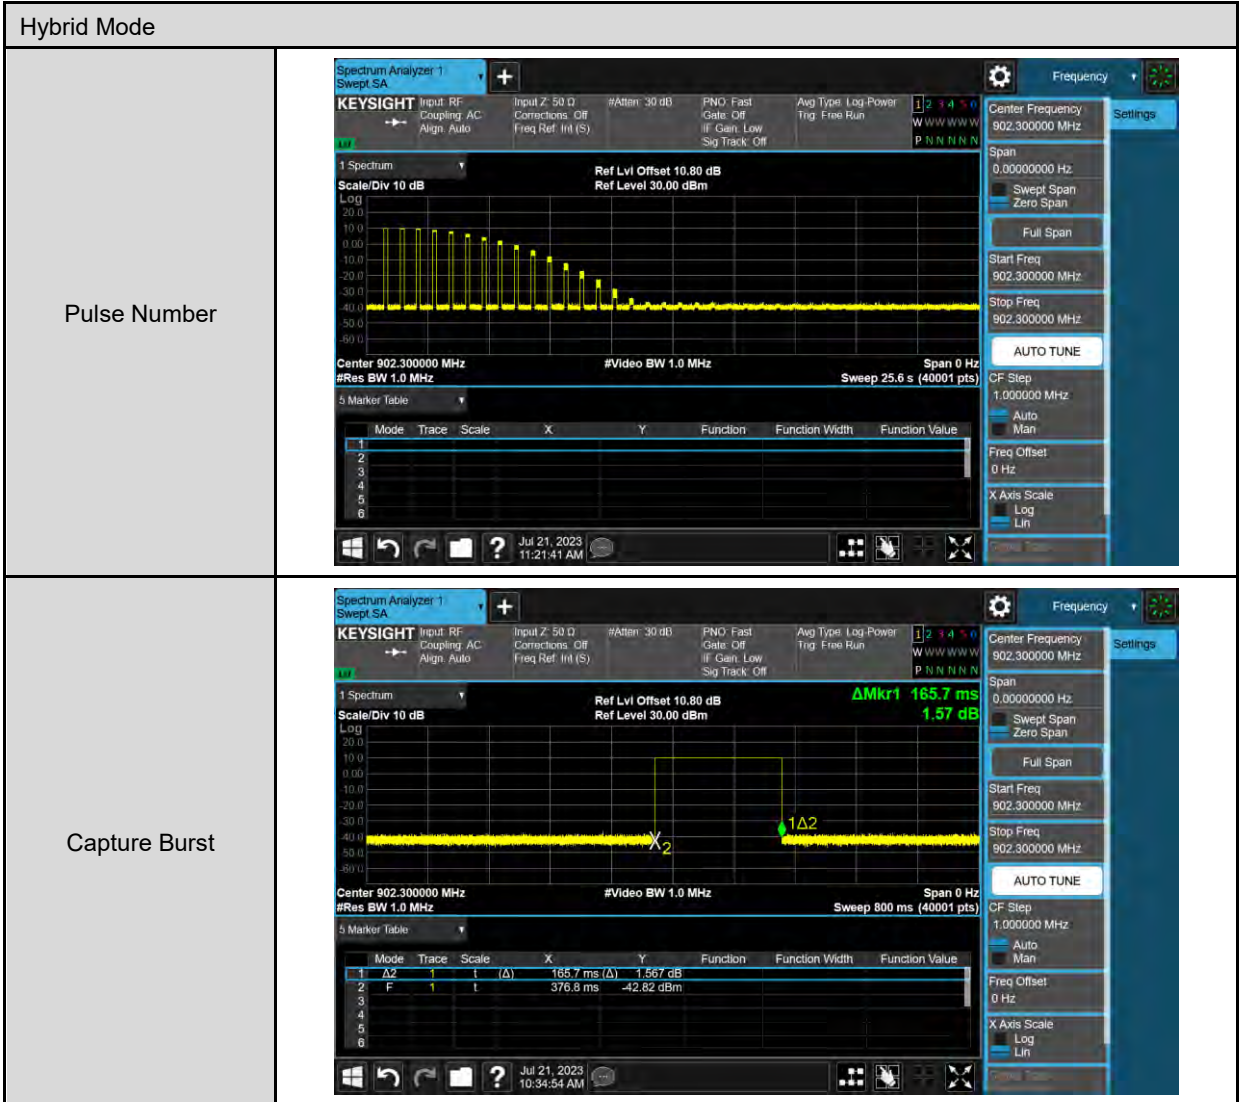 Hybrid Mode
Pulse Number
Spectrum Analyzer 1
Swept SA
+
Frequency
KEYSIGHT
Input: RF
Coupling: AC
Align: Auto
Input Z: 50 Ω
Corrections: Off
Freq Ref: Int (S)
#Atten: 30 dB
PNO: Fast
Gate: Off
IF Gain: Low
Sig Track: Off
Avg Type: Log-Power
Trig: Free Run
1 2 3 4 5 6
W W W W W W
P N N N N N
Center Frequency
902.300000 MHz
Settings
Span
0.00000000 Hz
Swept Span
Zero Span
Full Span
Start Freq
902.300000 MHz
Stop Freq
902.300000 MHz
AUTO TUNE
CF Step
1.000000 MHz
Auto
Man
Freq Offset
0 Hz
X Axis Scale
Log
Lin
1 Spectrum
Scale/Div 10 dB
Ref Lvl Offset 10.80 dB
Ref Level 30.00 dBm
Log
20.0
10.0
0.00
-10.0
-20.0
-30.0
-40.0
-50.0
-60.0
Center 902.300000 MHz
#Res BW 1.0 MHz
#Video BW 1.0 MHz
Span 0 Hz
Sweep 25.6 s (40001 pts)
5 Marker Table
Mode Trace Scale X Y Function Function Width Function Value
1
2
3
4
5
6
?
Jul 21, 2023
11:21:41 AM
Capture Burst
Spectrum Analyzer 1
Swept SA
+
Frequency
KEYSIGHT
Input: RF
Coupling: AC
Align: Auto
Input Z: 50 Ω
Corrections: Off
Freq Ref: Int (S)
#Atten: 30 dB
PNO: Fast
Gate: Off
IF Gain: Low
Sig Track: Off
Avg Type: Log-Power
Trig: Free Run
1 2 3 4 5 6
W W W W W W
P N N N N N
Center Frequency
902.300000 MHz
Settings
Span
0.00000000 Hz
Swept Span
Zero Span
Full Span
Start Freq
902.300000 MHz
Stop Freq
902.300000 MHz
AUTO TUNE
CF Step
1.000000 MHz
Auto
Man
Freq Offset
0 Hz
X Axis Scale
Log
Lin
1 Spectrum
Scale/Div 10 dB
Ref Lvl Offset 10.80 dB
Ref Level 30.00 dBm
ΔMkr1 165.7 ms
1.57 dB
Log
20.0
10.0
0.00
-10.0
-20.0
-30.0
-40.0
-50.0
-60.0
1Δ2
X2
Center 902.300000 MHz
#Res BW 1.0 MHz
#Video BW 1.0 MHz
Span 0 Hz
Sweep 800 ms (40001 pts)
5 Marker Table
Mode Trace Scale X Y Function Function Width Function Value
1 Δ2 1 t (Δ) 165.7 ms (Δ) 1.567 dB
2 F 1 t 376.8 ms -42.82 dBm
3
4
5
6
?
Jul 21, 2023
10:34:54 AM